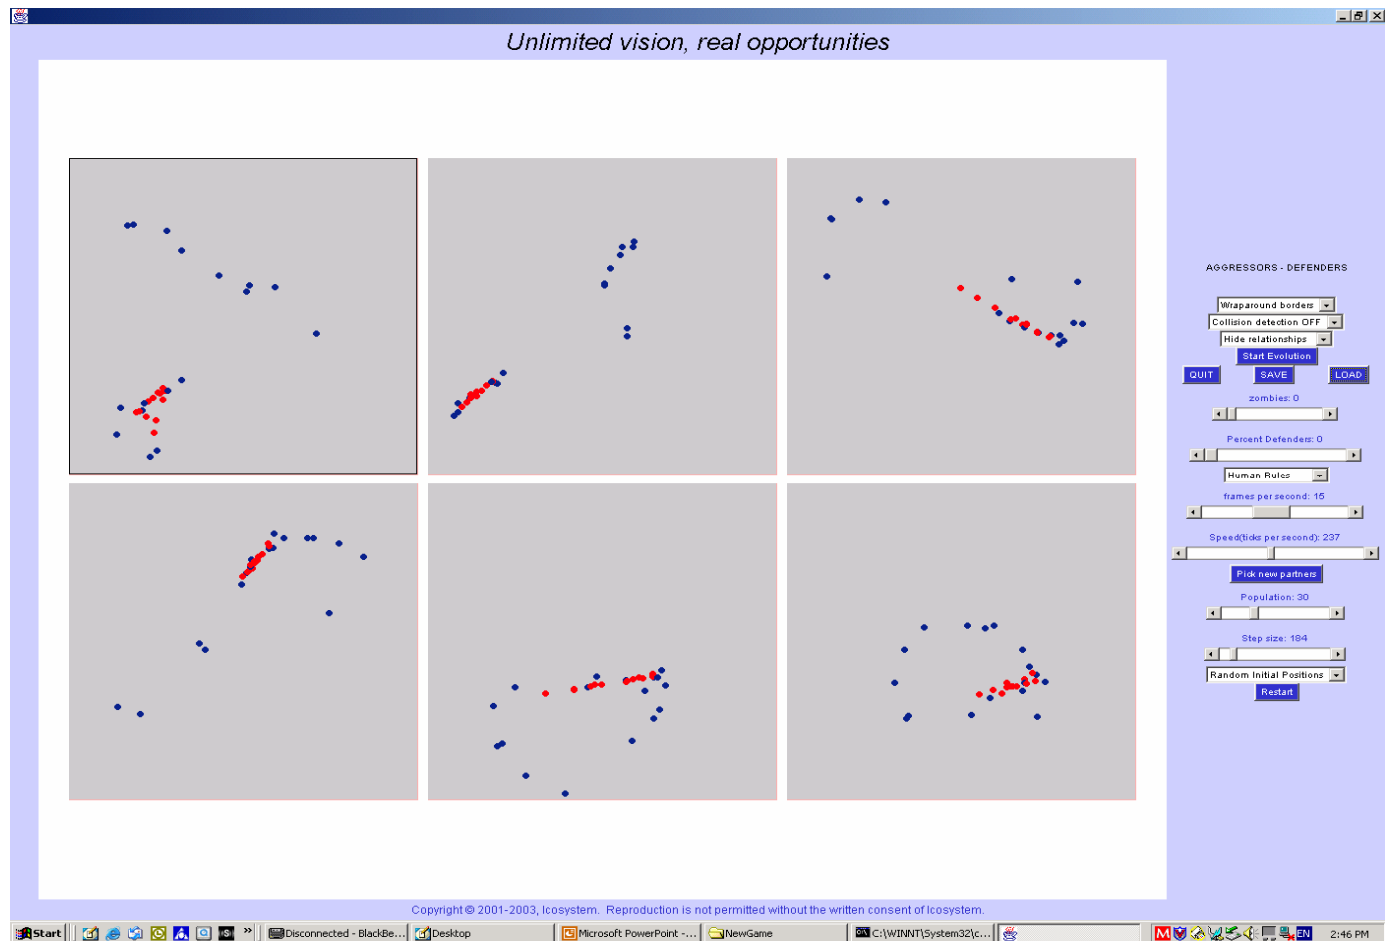 Unlimited vision, real opportunities
AGGRESSORS - DEFENDERS
Wraparound borders
Collision detection OFF
Hide relationships
Start Evolution
QUIT SAVE LOAD
zombies: 0
Percent Defenders: 0
Human Rules
frames per second: 15
Speed(ticks per second): 237
Pick new partners
Population: 30
Step size: 184
Random Initial Positions
Restart
Copyright © 2001-2003, Icosystem. Reproduction is not permitted without the written consent of Icosystem.
Start » Disconnected - BlackBe... Desktop Microsoft PowerPoint -... NewGame C:\WINNT\System32\c... EN 2:46 PM